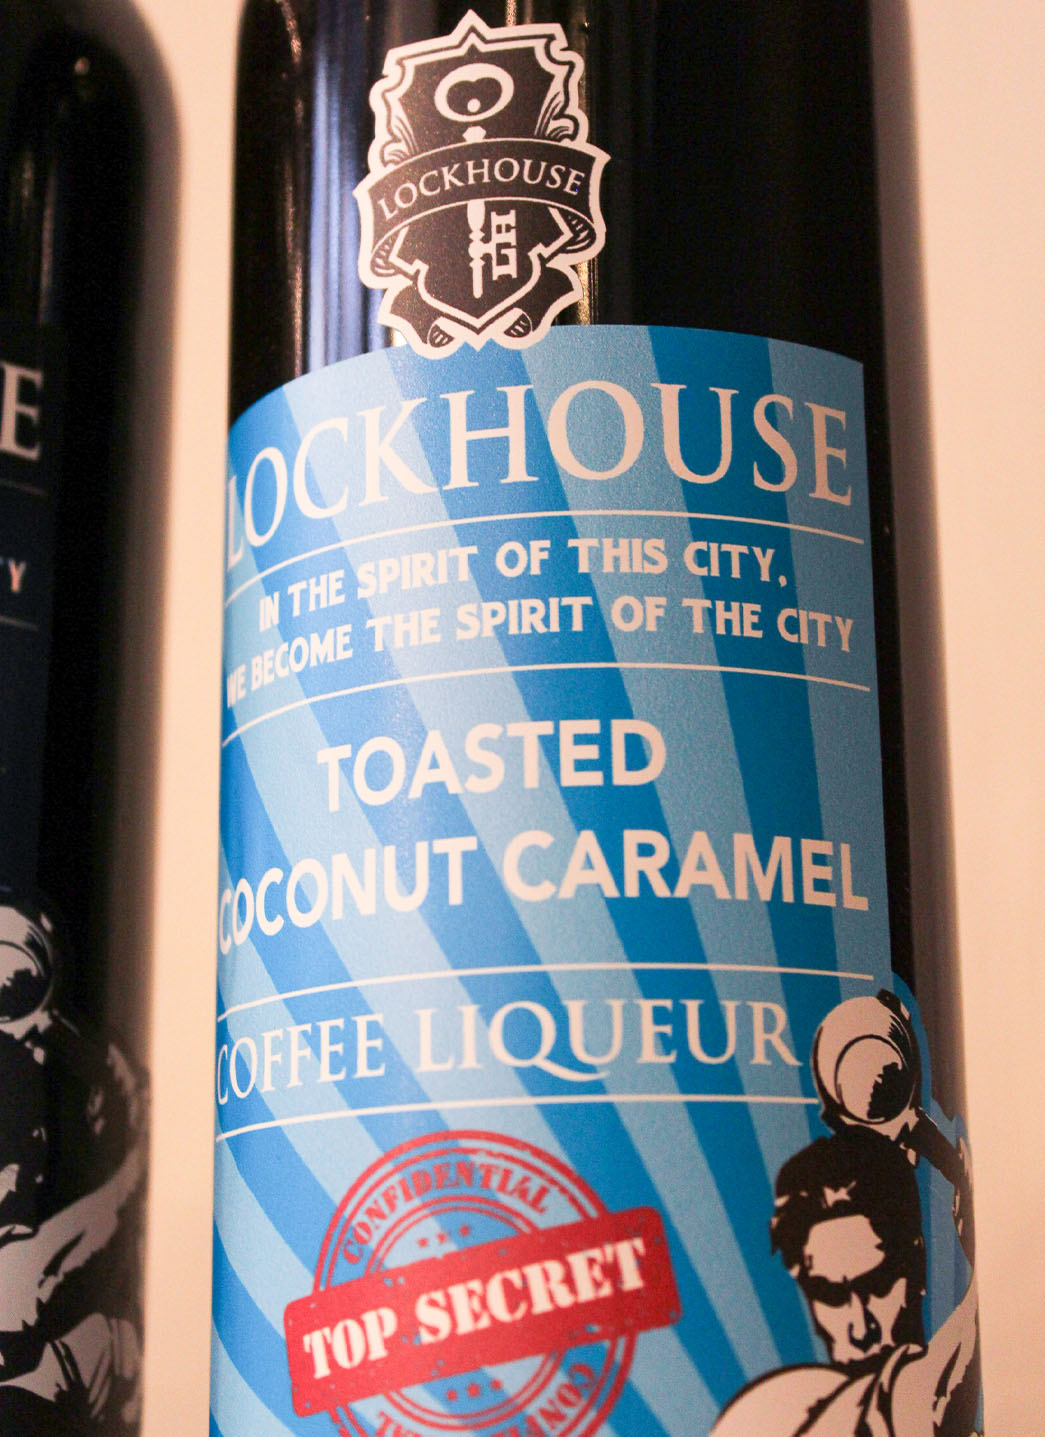 LOCKHOUSE
LOCKHOUSE
IN THE SPIRIT OF THIS CITY,
WE BECOME THE SPIRIT OF THE CITY
TOASTED
COCONUT CARAMEL
COFFEE LIQUEUR
CONFIDENTIAL
TOP SECRET
E
TY